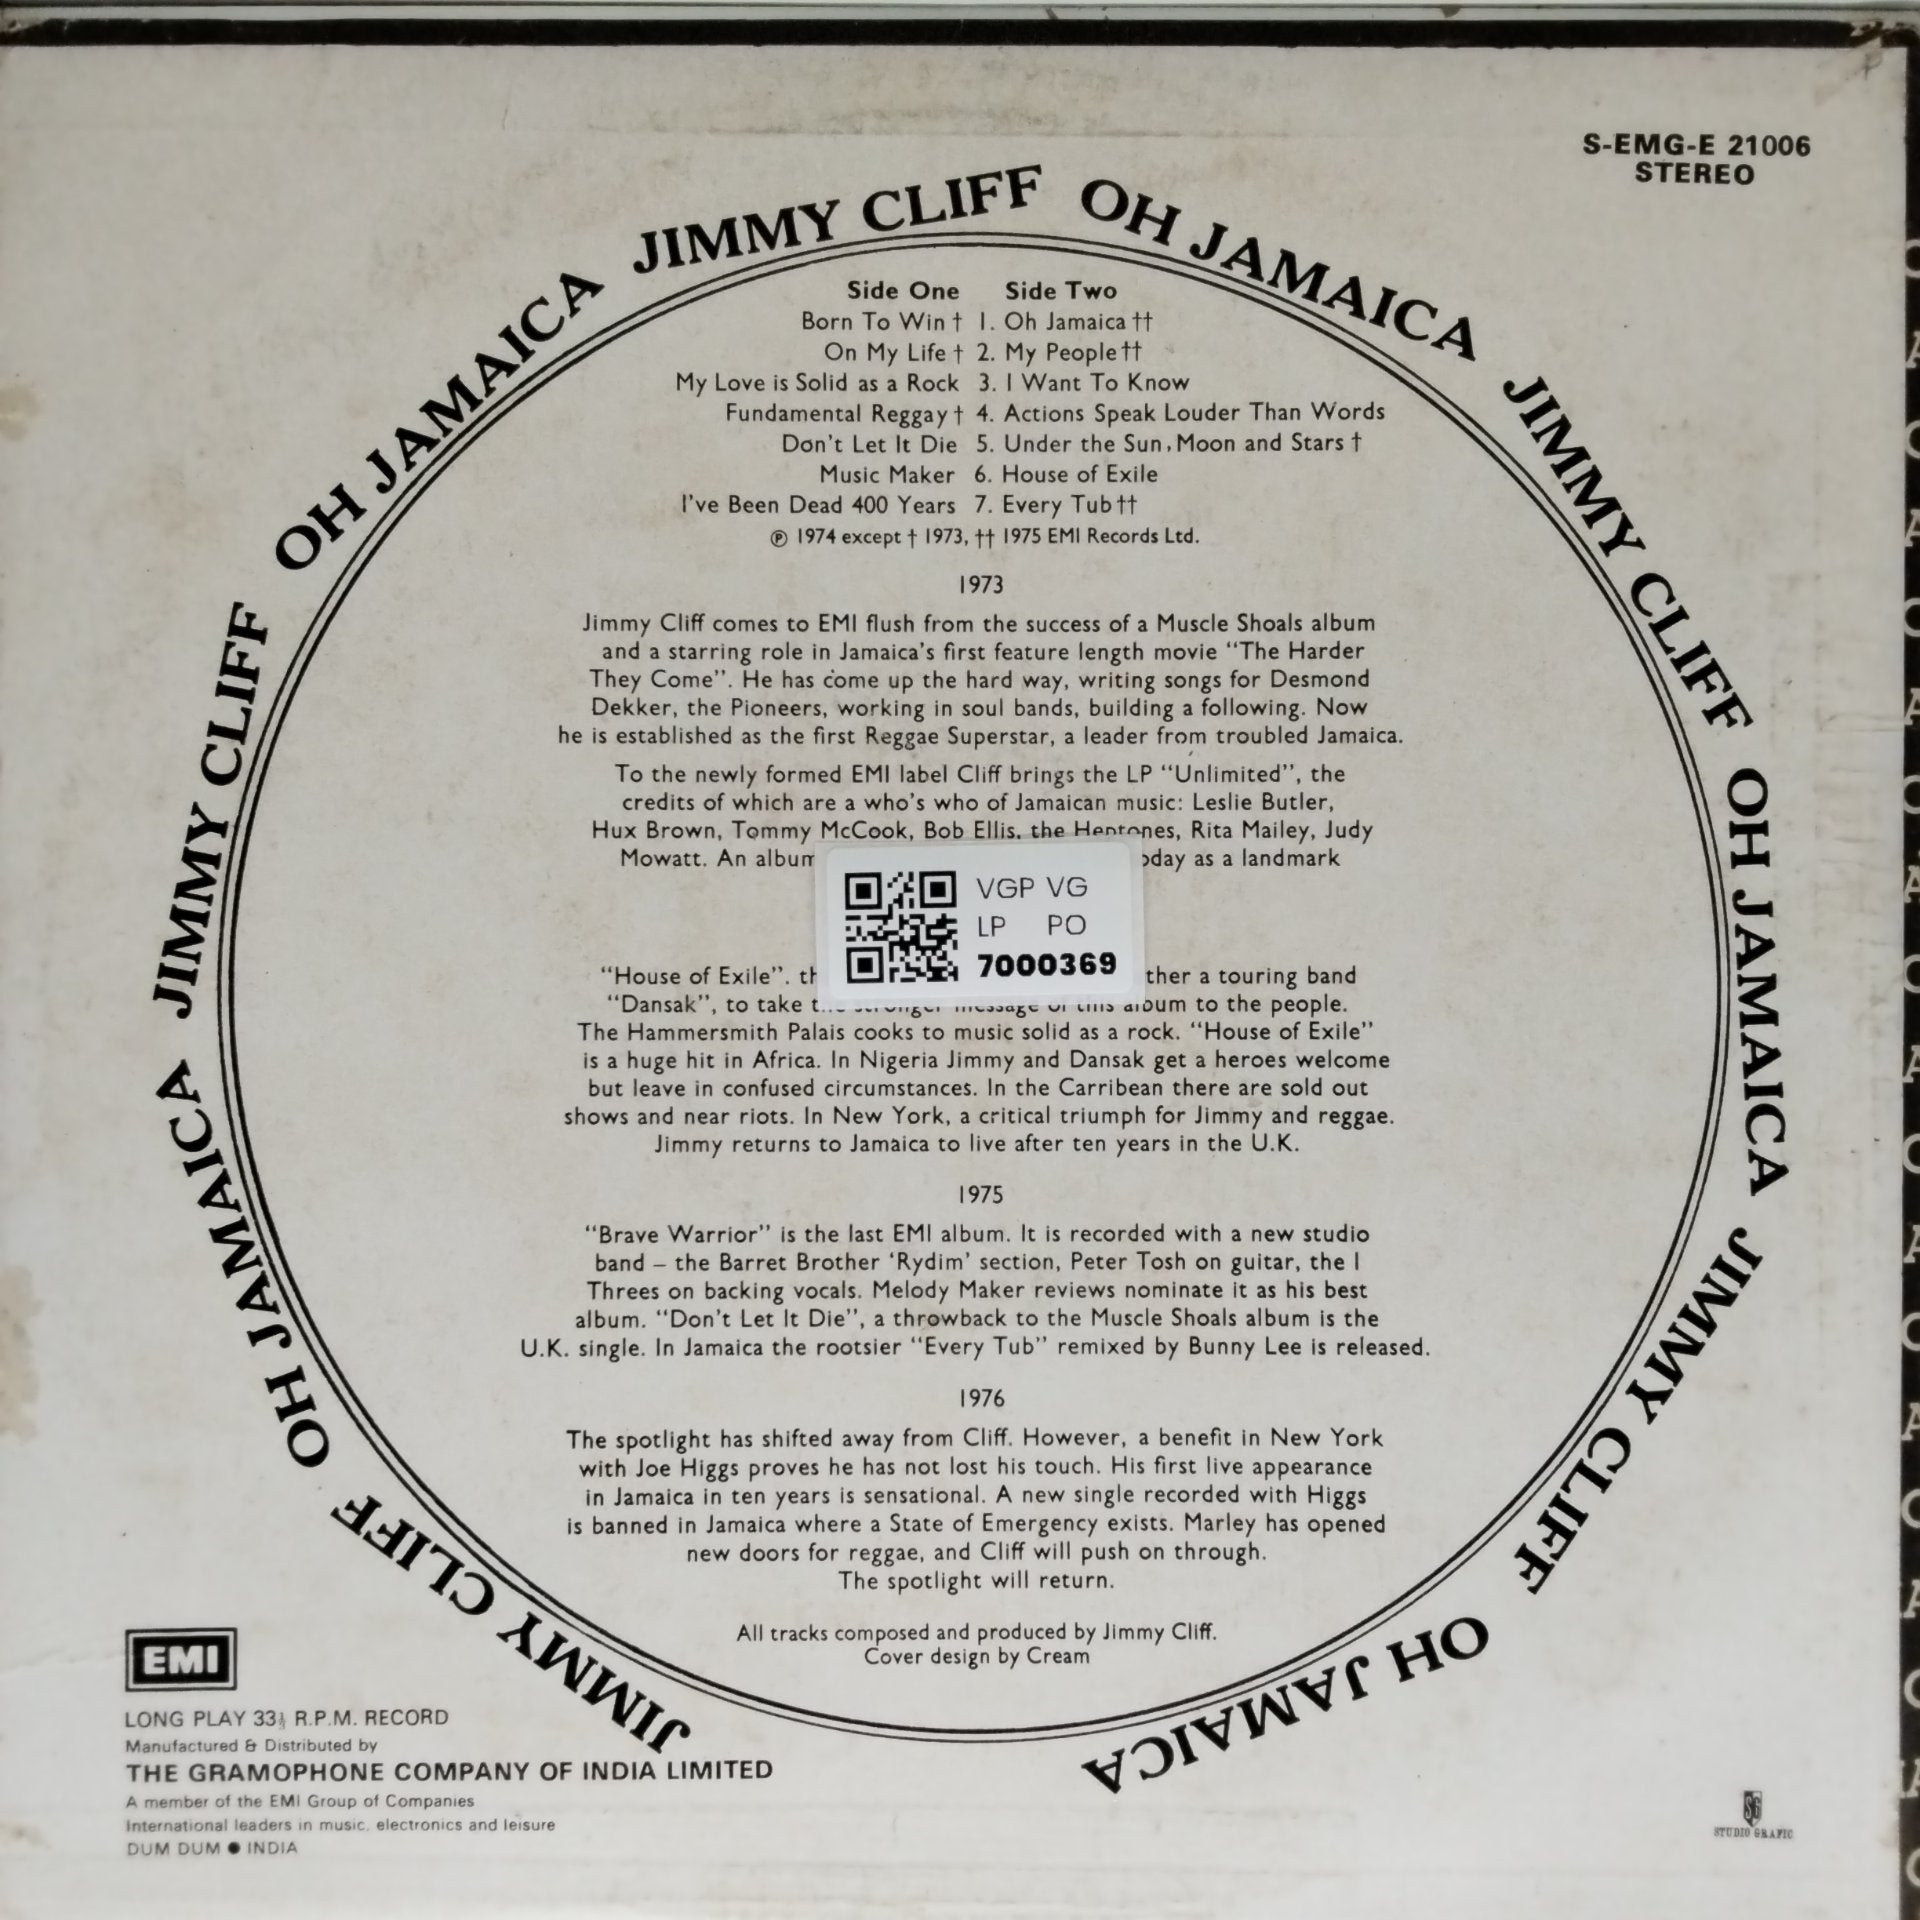 S-EMG-E 21006
STEREO
JIMMY CLIFF OH JAMAICA JIMMY CLIFF OH JAMAICA JIMMY CLIFF OH JAMAICA JIMMY CLIFF OH JAMAICA JIMMY CLIFF OH JAMAICA
Side One Side Two
Born To Win † 1. Oh Jamaica ††
On My Life † 2. My People ††
My Love is Solid as a Rock 3. I Want To Know
Fundamental Reggay † 4. Actions Speak Louder Than Words
Don't Let It Die 5. Under the Sun, Moon and Stars †
Music Maker 6. House of Exile
I've Been Dead 400 Years 7. Every Tub ††
℗ 1974 except † 1973, †† 1975 EMI Records Ltd.
1973
Jimmy Cliff comes to EMI flush from the success of a Muscle Shoals album
and a starring role in Jamaica's first feature length movie "The Harder
They Come". He has come up the hard way, writing songs for Desmond
Dekker, the Pioneers, working in soul bands, building a following. Now
he is established as the first Reggae Superstar, a leader from troubled Jamaica.
To the newly formed EMI label Cliff brings the LP "Unlimited", the
credits of which are a who's who of Jamaican music: Leslie Butler,
Hux Brown, Tommy McCook, Bob Ellis, the Heptones, Rita Mailey, Judy
Mowatt. An album as a landmark
VGP VG
LP PO
7000369
"House of Exile". a touring band
"Dansak", to take the stronger message of this album to the people.
The Hammersmith Palais cooks to music solid as a rock. "House of Exile"
is a huge hit in Africa. In Nigeria Jimmy and Dansak get a heroes welcome
but leave in confused circumstances. In the Carribean there are sold out
shows and near riots. In New York, a critical triumph for Jimmy and reggae.
Jimmy returns to Jamaica to live after ten years in the U.K.
1975
"Brave Warrior" is the last EMI album. It is recorded with a new studio
band – the Barret Brother 'Rydim' section, Peter Tosh on guitar, the I
Threes on backing vocals. Melody Maker reviews nominate it as his best
album. "Don't Let It Die", a throwback to the Muscle Shoals album is the
U.K. single. In Jamaica the rootsier "Every Tub" remixed by Bunny Lee is released.
1976
The spotlight has shifted away from Cliff. However, a benefit in New York
with Joe Higgs proves he has not lost his touch. His first live appearance
in Jamaica in ten years is sensational. A new single recorded with Higgs
is banned in Jamaica where a State of Emergency exists. Marley has opened
new doors for reggae, and Cliff will push on through.
The spotlight will return.
All tracks composed and produced by Jimmy Cliff.
Cover design by Cream
EMI
LONG PLAY 33⅓ R.P.M. RECORD
Manufactured & Distributed by
THE GRAMOPHONE COMPANY OF INDIA LIMITED
A member of the EMI Group of Companies
International leaders in music, electronics and leisure
DUM DUM ● INDIA
SG
STUDIO GRAFIC